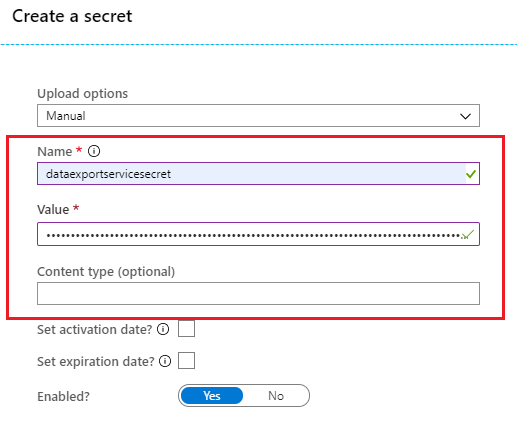 Create a secret
Upload options
Manual
Name *
dataexportservicesecret
Value *
Content type (optional)
Set activation date?
Set expiration date?
Enabled? Yes No